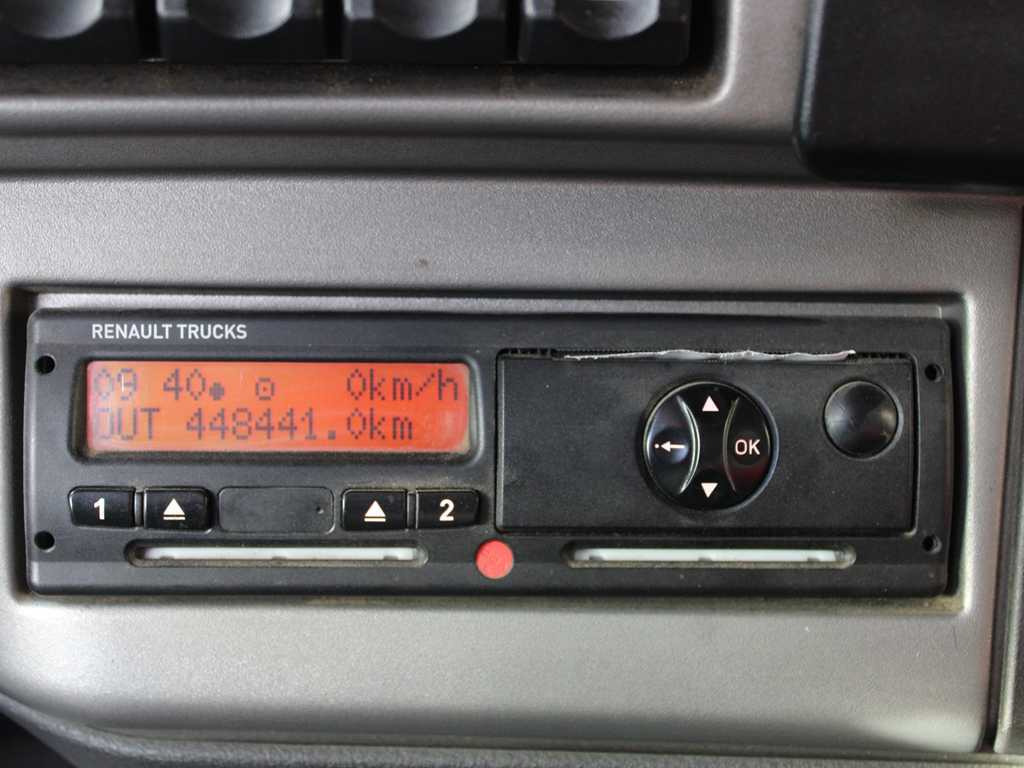 RENAULT TRUCKS
09 40 0km/h
OUT 448441.0km
1 2
OK